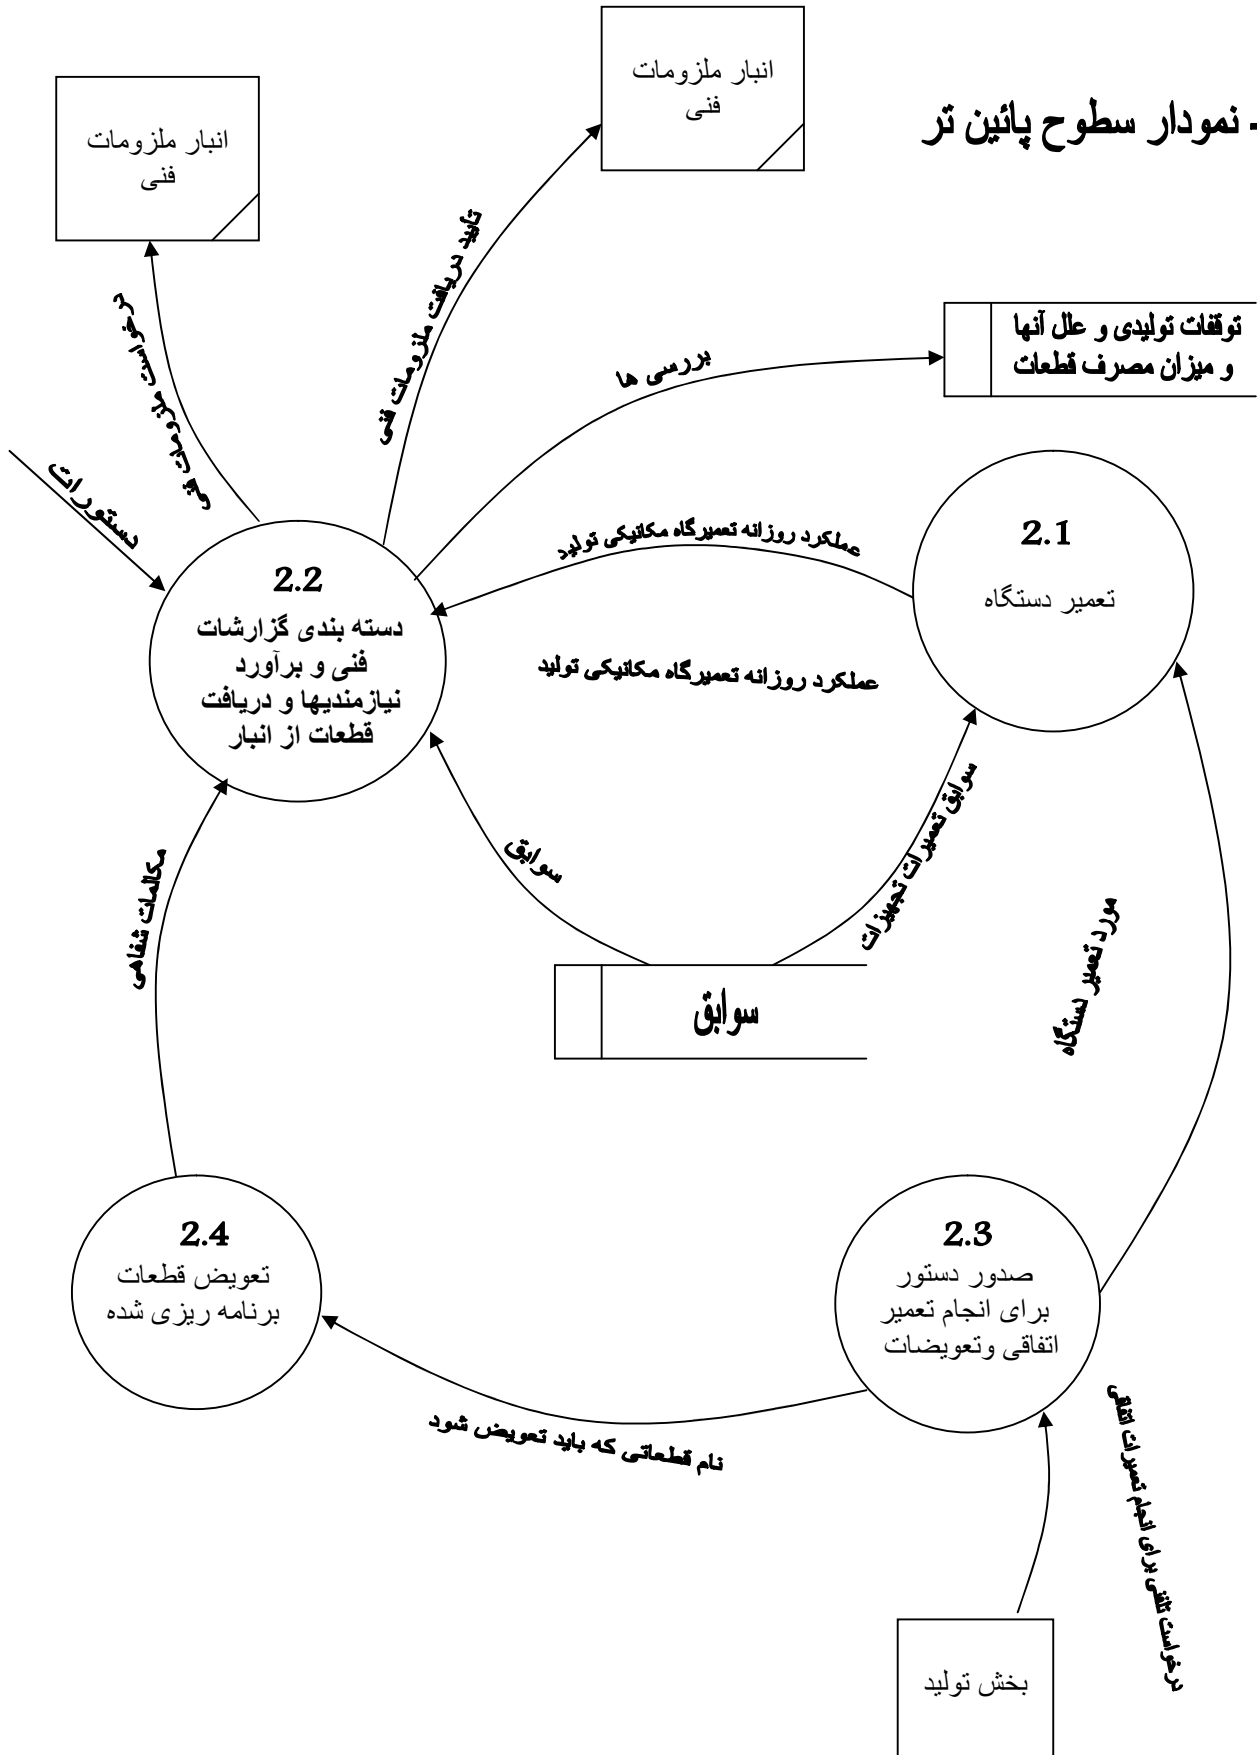 - نمودار سطوح پائین تر
انبار ملزومات
فنی
انبار ملزومات
فنی
تأیید دریافت ملزومات فنی
درخواست ملزومات فنی
توقفات تولیدی و علل آنها
و میزان مصرف قطعات
بررسی ها
دستورات
2.1
تعمیر دستگاه
عملکرد روزانه تعمیرگاه مکانیکی تولید
2.2
دسته بندی گزارشات
فنی و برآورد
نیازمندیها و دریافت
قطعات از انبار
عملکرد روزانه تعمیرگاه مکانیکی تولید
سوابق تعمیرات تجهیزات
سوابق
مکالمات شفاهی
مورد تعمیر دستگاه
سوابق
2.3
صدور دستور
برای انجام تعمیر
اتفاقی وتعویضات
2.4
تعویض قطعات
برنامه ریزی شده
نام قطعاتی که باید تعویض شود
درخواست تلفنی برای انجام تعمیرات اتفاقی
بخش تولید